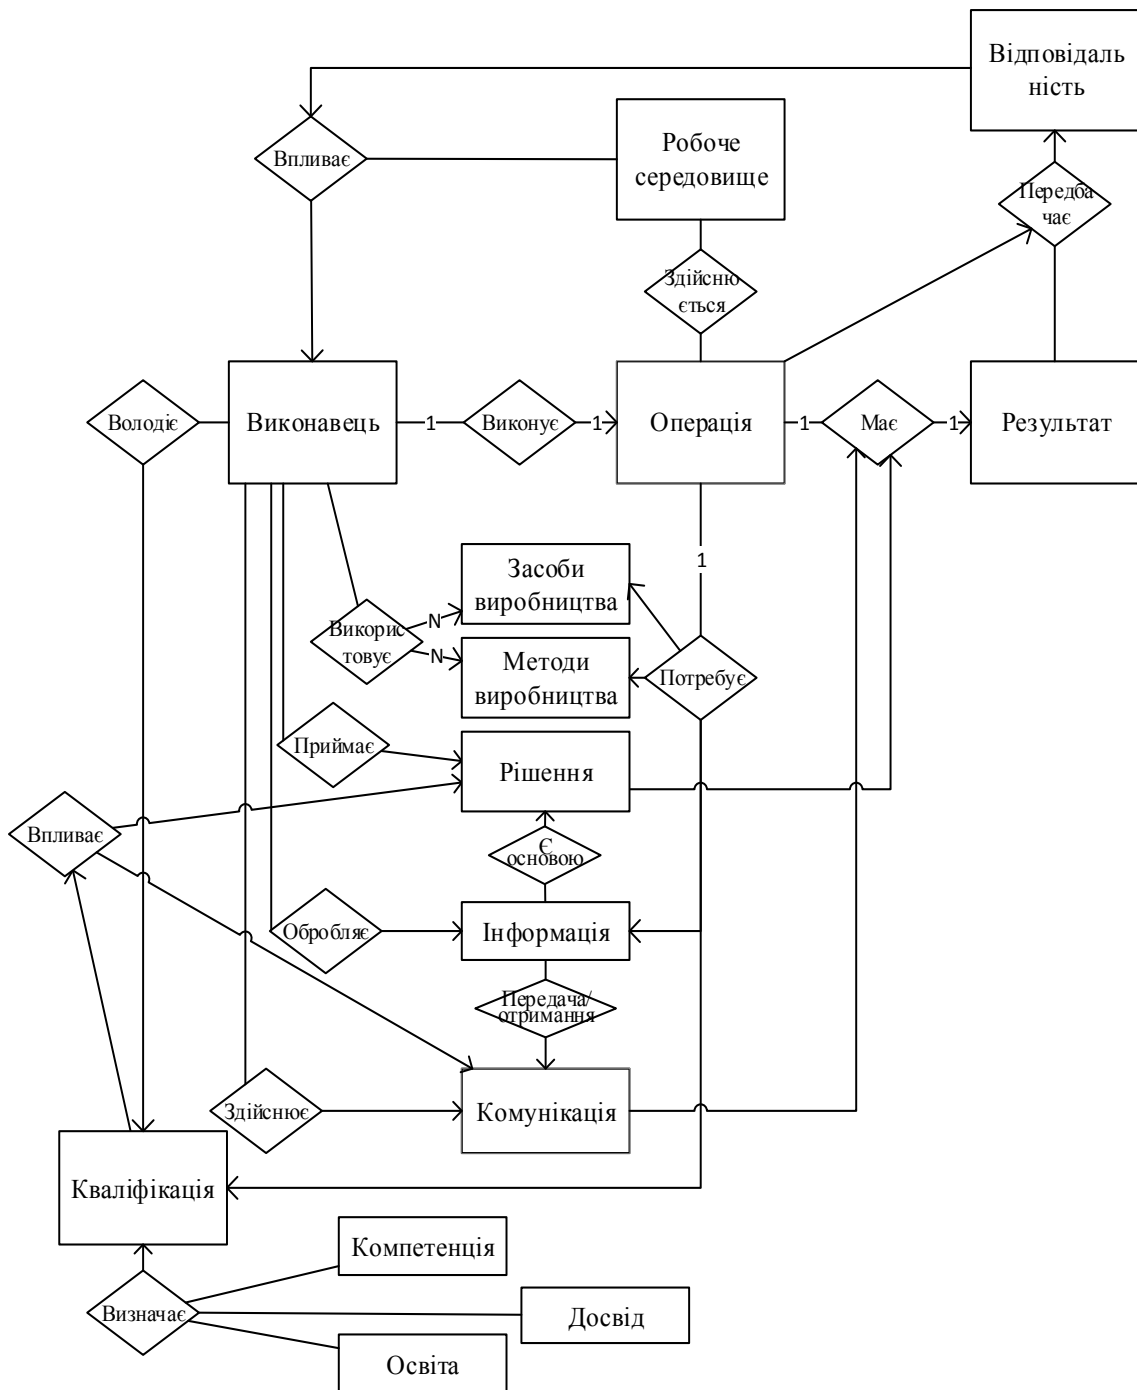 Відповідаль
ність
Робоче
середовище
Впливає
Передба
чає
Здійсню
ється
Володіє
Виконавець
1
Виконує
1
Операція
1
Має
1
Результат
1
Засоби
виробництва
N
Використ
товує
N
Методи
виробництва
Потребує
Приймає
Рішення
Впливає
Є
основою
Обробляє
Інформація
Передача/
отримання
Здійснює
Комунікація
Кваліфікація
Компетенція
Визначає
Досвід
Освіта